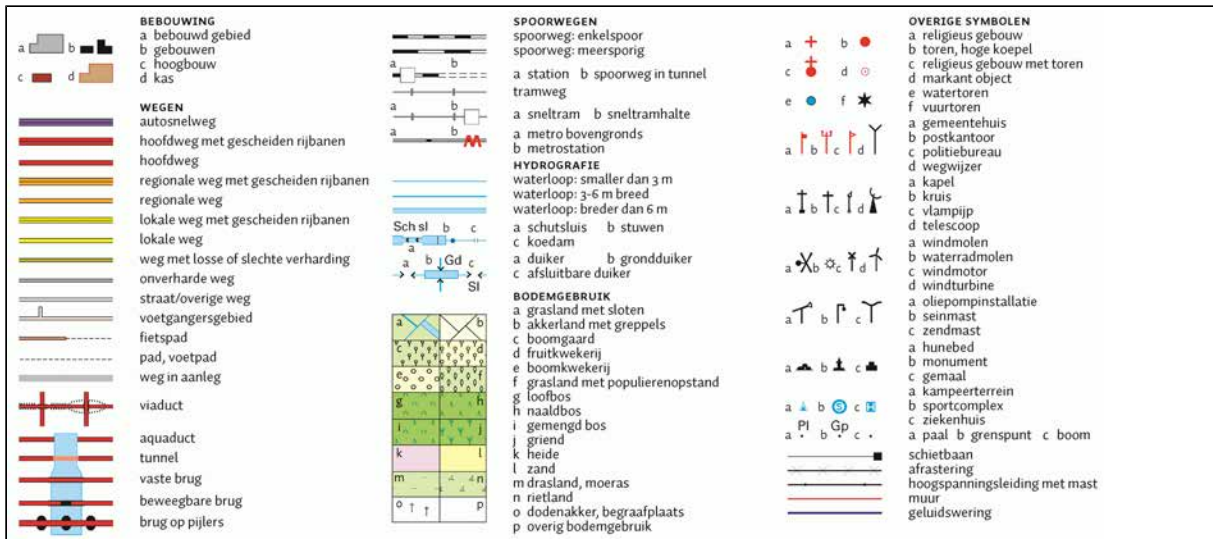 BEBOUWING
a b
a bebouwd gebied
b gebouwen
c d
c hoogbouw
d kas
WEGEN
autosnelweg
hoofdweg met gescheiden rijbanen
hoofdweg
regionale weg met gescheiden rijbanen
regionale weg
lokale weg met gescheiden rijbanen
lokale weg
weg met losse of slechte verharding
onverharde weg
straat/overige weg
voetgangersgebied
fietspad
pad, voetpad
weg in aanleg
viaduct
aquaduct
tunnel
vaste brug
beweegbare brug
brug op pijlers
SPOORWEGEN
spoorweg: enkelspoor
spoorweg: meersporig
a b
a station b spoorweg in tunnel
tramweg
a b
a sneltram b sneltramhalte
a b
a metro bovengronds
b metrostation
HYDROGRAFIE
waterloop: smaller dan 3 m
waterloop: 3-6 m breed
waterloop: breder dan 6 m
Sch sl b c
a
a schutsluis b stuwen
c koedam
a b Gd c
Sl
a duiker b grondduiker
c afsluitbare duiker
BODEMGEBRUIK
a b
c d
e f
g h
i j
k l
m n
o p
a grasland met sloten
b akkerland met greppels
c boomgaard
d fruitkwekerij
e boomkwekerij
f grasland met populierenopstand
g loofbos
h naaldbos
i gemengd bos
j griend
k heide
l zand
m drasland, moeras
n rietland
o dodenakker, begraafplaats
p overig bodemgebruik
OVERIGE SYMBOLEN
a b
c d
e f
a religieus gebouw
b toren, hoge koepel
c religieus gebouw met toren
d markant object
e watertoren
f vuurtoren
a b c d
a gemeentehuis
b postkantoor
c politiebureau
d wegwijzer
a b c d
a kapel
b kruis
c vlampijp
d telescoop
a b c d
a windmolen
b waterradmolen
c windmotor
d windturbine
a b c
a oliepompinstallatie
b seinmast
c zendmast
a b c
a hunebed
b monument
c gemaal
a b S c H
a kampeerterrein
b sportcomplex
c ziekenhuis
Pl Gp
a b c
a paal b grenspunt c boom
schietbaan
afrastering
hoogspanningsleiding met mast
muur
geluidswering